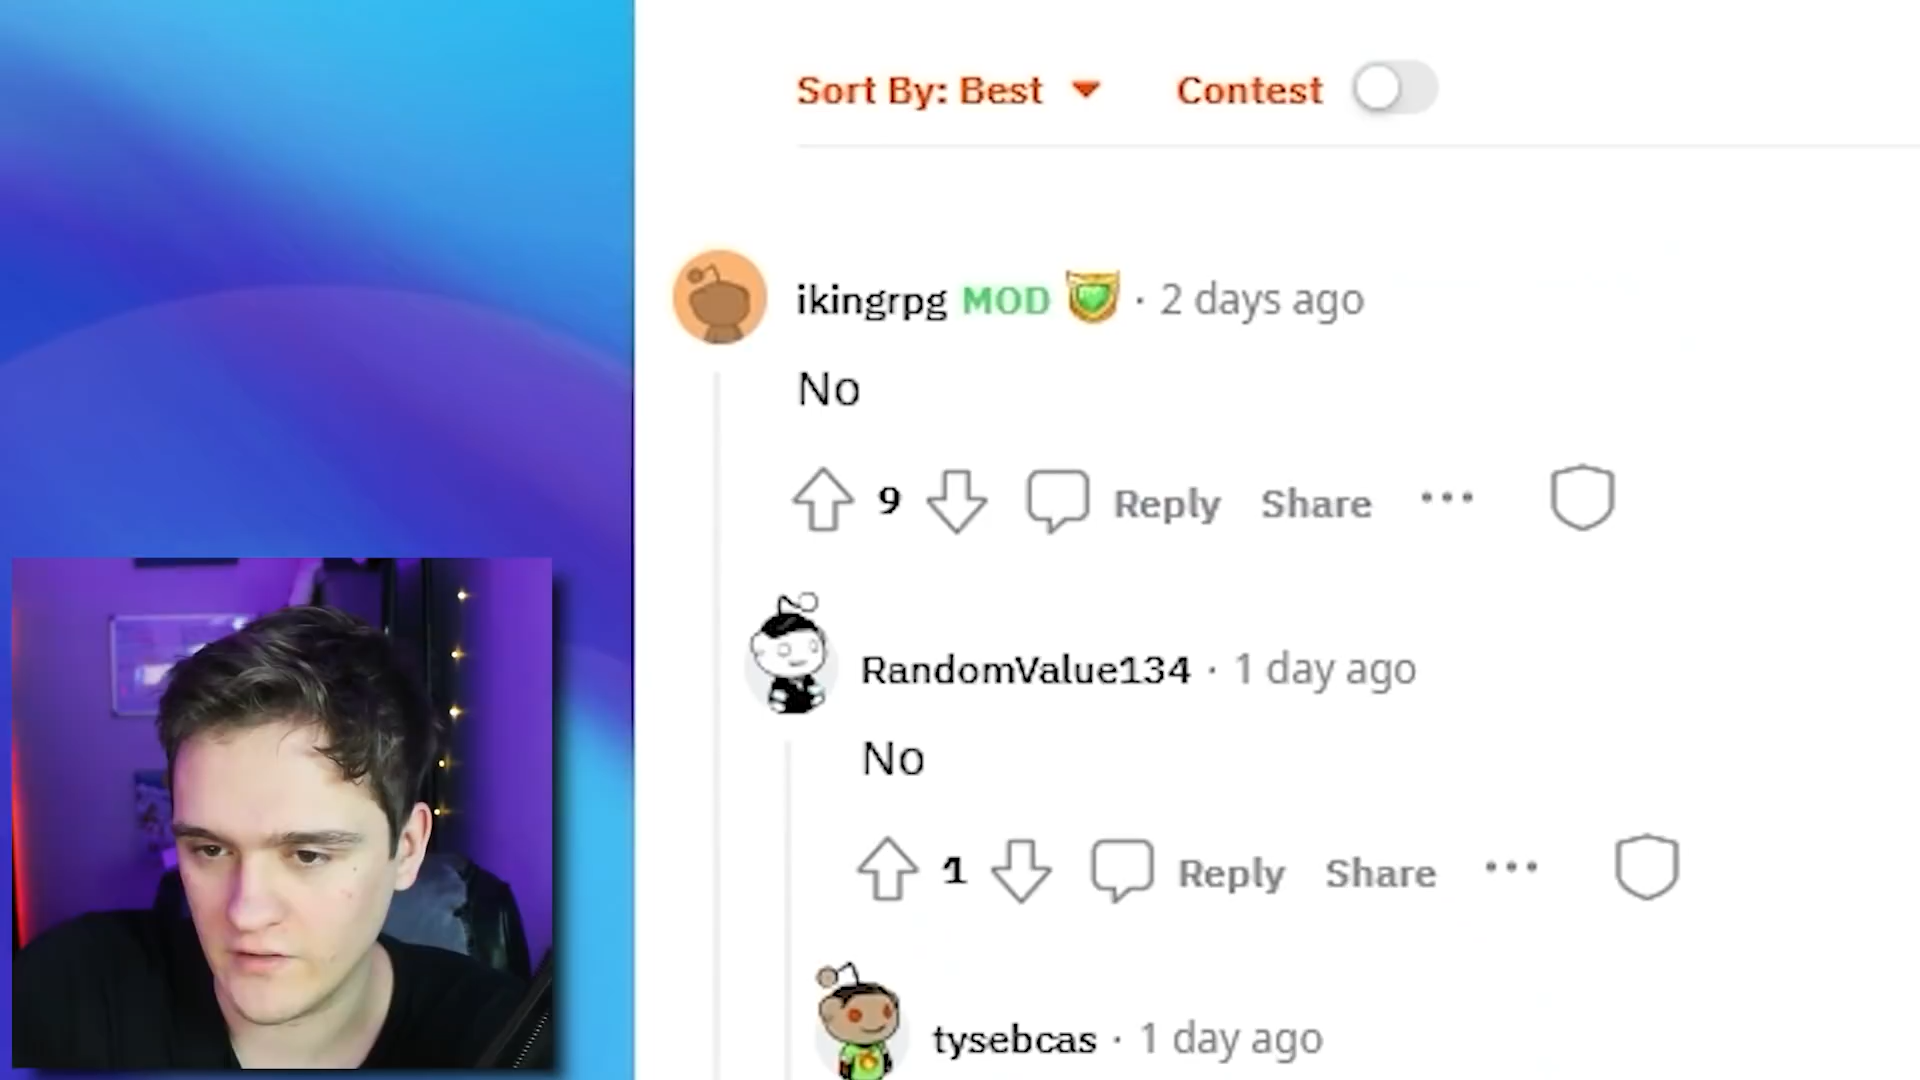 Sort By: Best Contest
ikingrpg MOD · 2 days ago
No
9 Reply Share ...
RandomValue134 · 1 day ago
No
1 Reply Share ...
tysebcas · 1 day ago